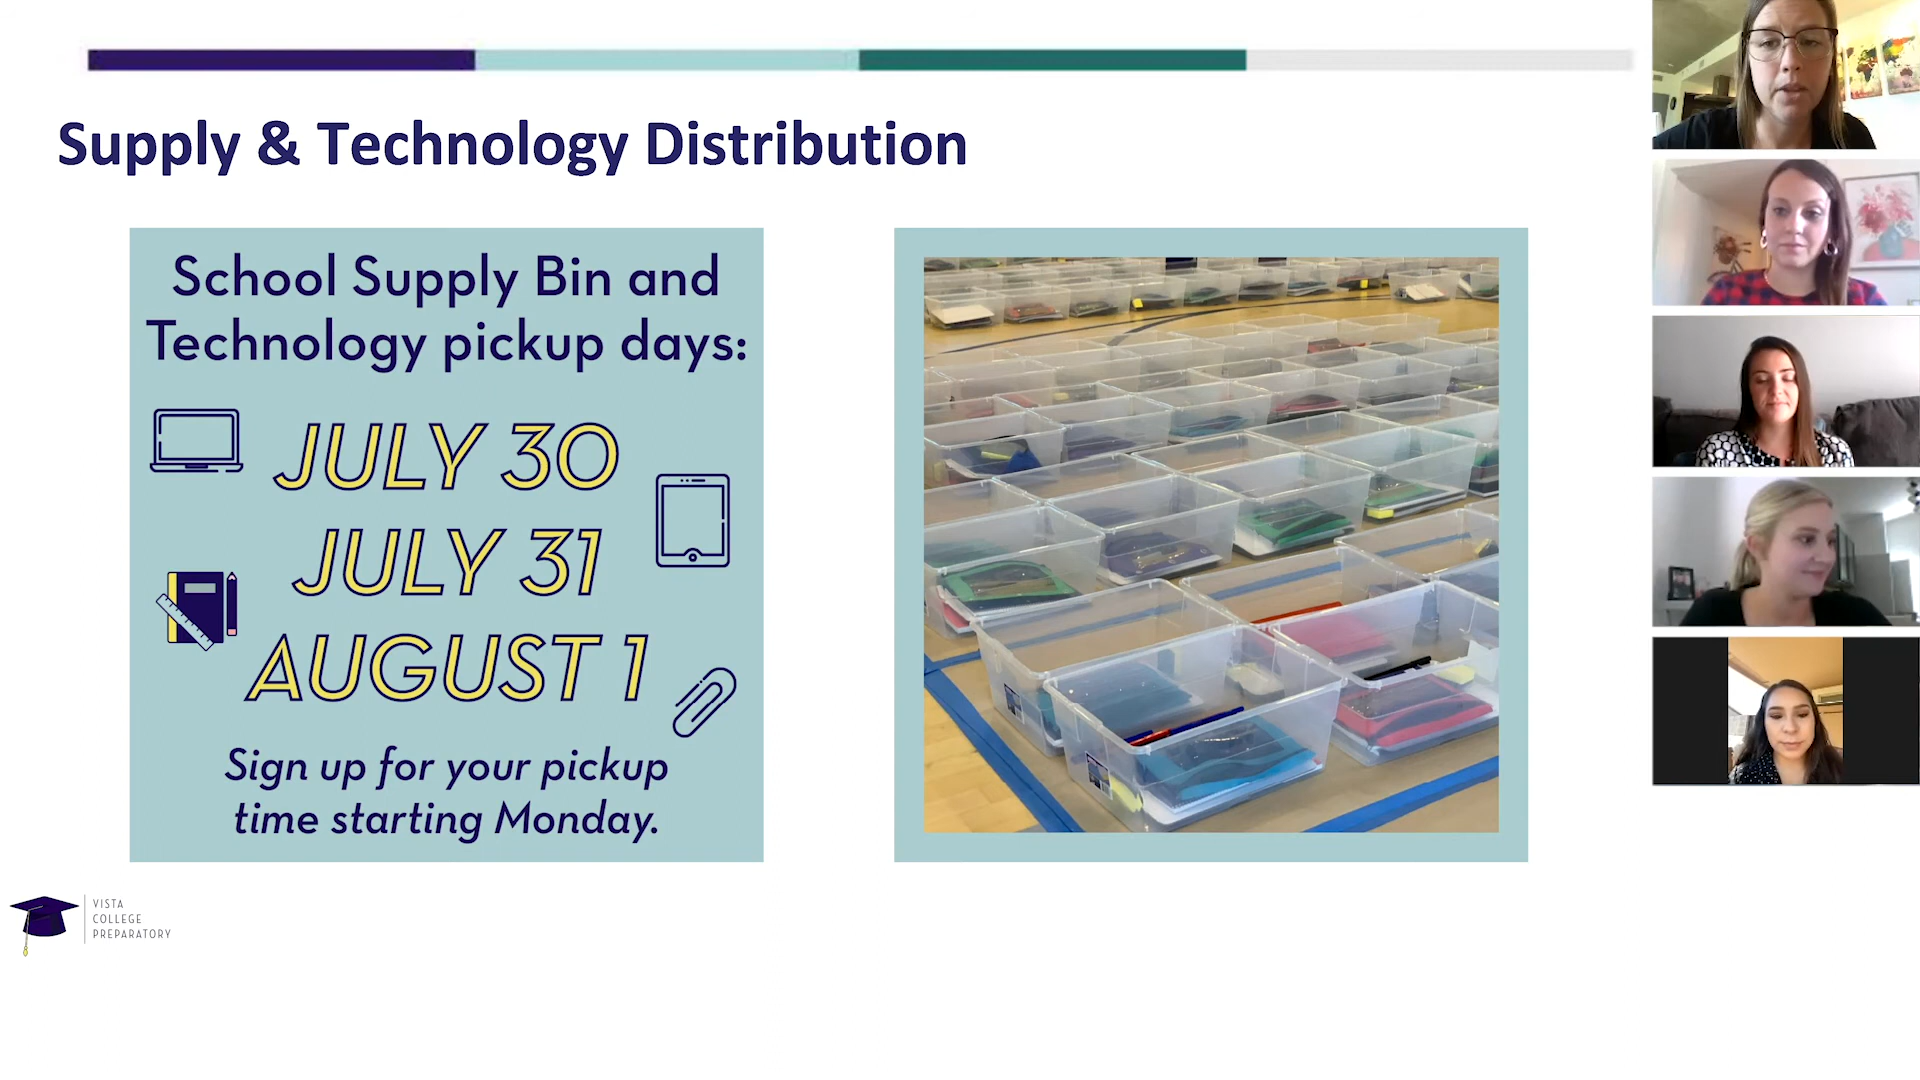 Supply & Technology Distribution
School Supply Bin and
Technology pickup days:
JULY 30
JULY 31
AUGUST 1
Sign up for your pickup
time starting Monday.
VISTA
COLLEGE
PREPARATORY